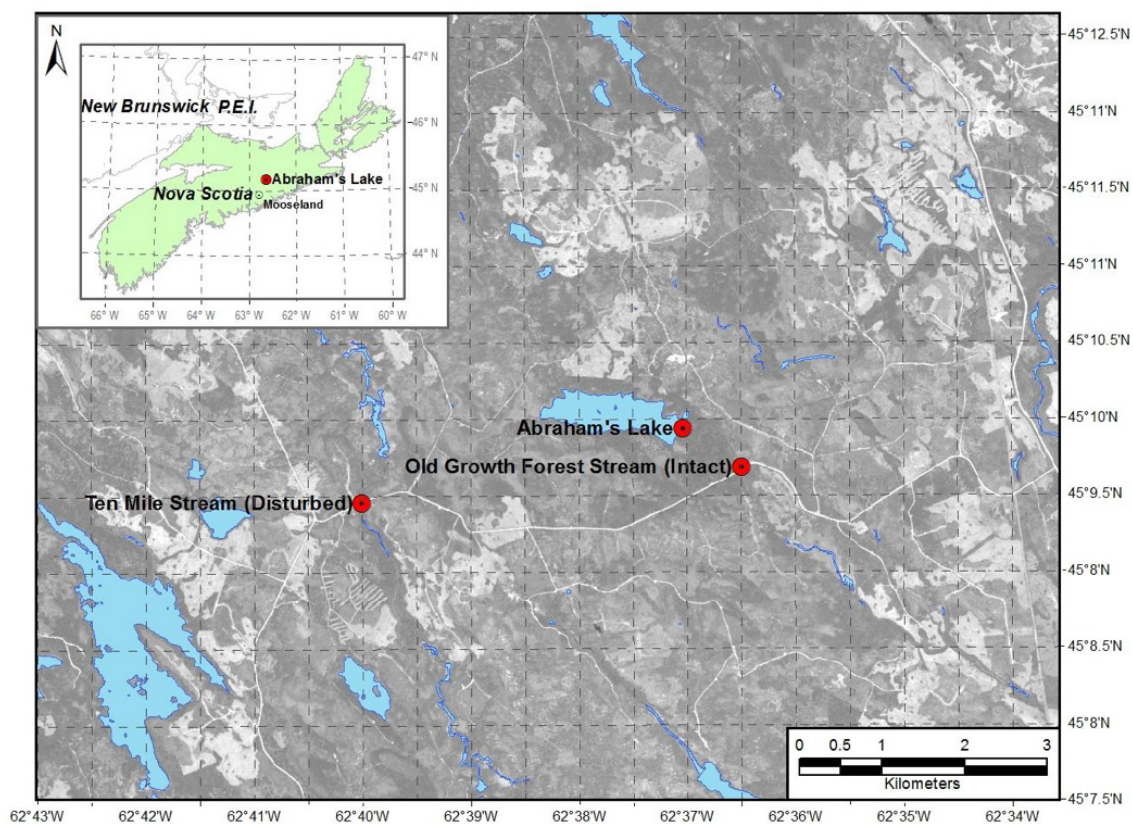 N
New Brunswick P.E.I.
Nova Scotia
Abraham's Lake
Mooseland
47° N
46° N
45° N
44° N
66°W 65°W 64°W 63°W 62°W 61°W 60°W
Abraham's Lake
Old Growth Forest Stream (Intact)
Ten Mile Stream (Disturbed)
45°12.5'N
45°11'N
45°11.5'N
45°11'N
45°10.5'N
45°10'N
45°9.5'N
45°8'N
45°8.5'N
45°8'N
45°7.5'N
0 0.5 1 2 3
Kilometers
62°43'W 62°42'W 62°41'W 62°40'W 62°39'W 62°38'W 62°37'W 62°36'W 62°35'W 62°34'W